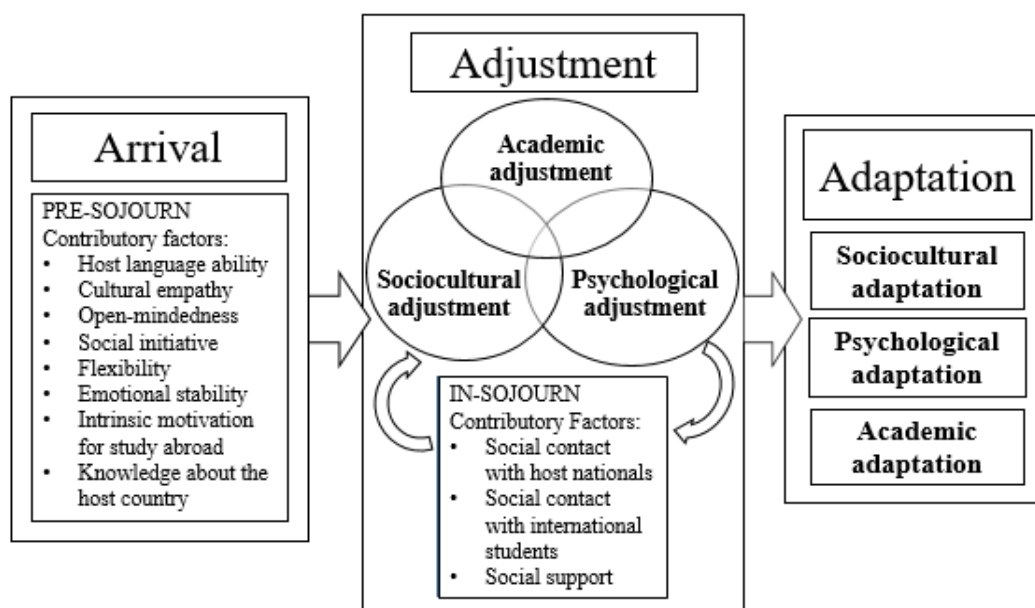 Arrival
PRE-SOJOURN
Contributory factors:
• Host language ability
• Cultural empathy
• Open-mindedness
• Social initiative
• Flexibility
• Emotional stability
• Intrinsic motivation
for study abroad
• Knowledge about the
host country
Adjustment
Academic
adjustment
Sociocultural
adjustment
Psychological
adjustment
IN-SOJOURN
Contributory Factors:
• Social contact
with host nationals
• Social contact
with international
students
• Social support
Adaptation
Sociocultural
adaptation
Psychological
adaptation
Academic
adaptation